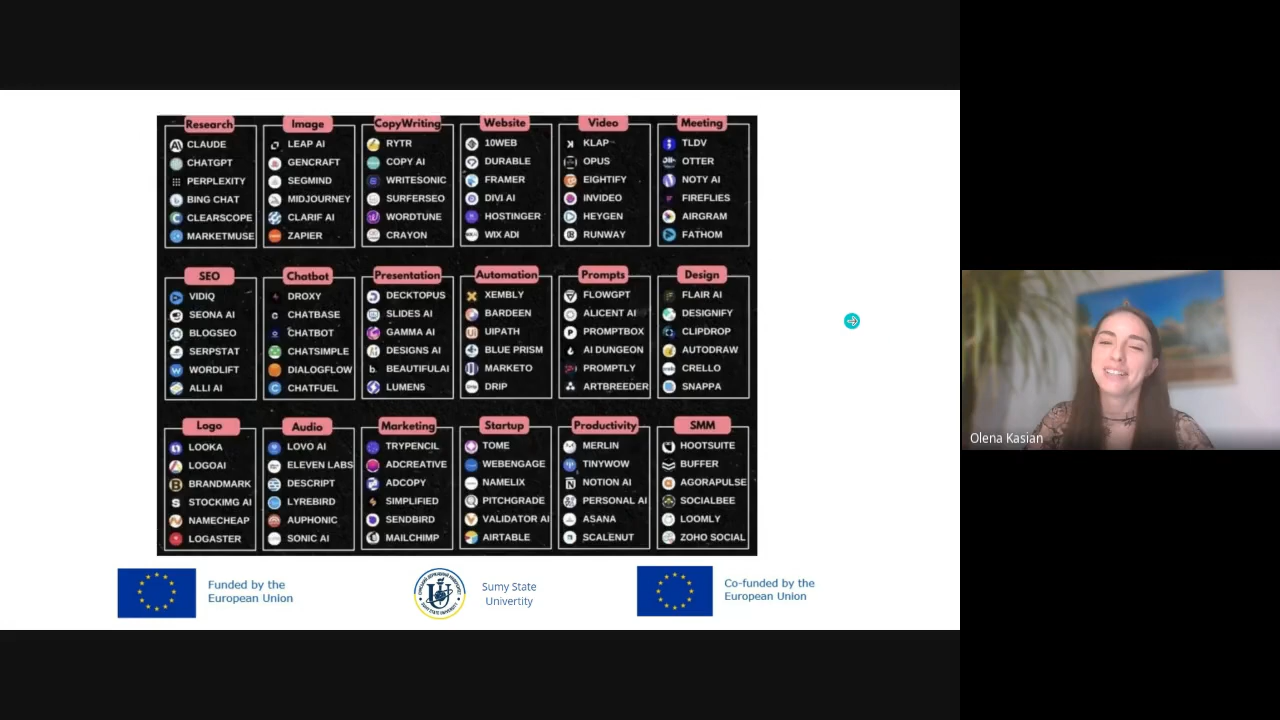 Research
CLAUDE
CHATGPT
PERPLEXITY
BING CHAT
CLEARSCOPE
MARKETMUSE
Image
LEAP AI
GENCRAFT
SEGMIND
MIDJOURNEY
CLARIF AI
ZAPIER
CopyWriting
RYTR
COPY AI
WRITESONIC
SURFERSEO
WORDTUNE
CRAYON
Website
10WEB
DURABLE
FRAMER
DIVI AI
HOSTINGER
WIX ADI
Video
KLAP
OPUS
EIGHTIFY
INVIDEO
HEYGEN
RUNWAY
Meeting
TLDV
OTTER
NOTY AI
FIREFLIES
AIRGRAM
FATHOM
SEO
VIDIQ
SEONA AI
BLOGSEO
SERPSTAT
WORDLIFT
ALLI AI
Chatbot
DROXY
CHATBASE
CHATBOT
CHATSIMPLE
DIALOGFLOW
CHATFUEL
Presentation
DECKTOPUS
SLIDES AI
GAMMA AI
DESIGNS AI
BEAUTIFULAI
LUMEN5
Automation
XEMBLY
BARDEEN
UIPATH
BLUE PRISM
MARKETO
DRIP
Prompts
FLOWGPT
ALICENT AI
PROMPTBOX
AI DUNGEON
PROMPTLY
ARTBREEDER
Design
FLAIR AI
DESIGNIFY
CLIPDROP
AUTODRAW
CRELLO
SNAPPA
Logo
LOOKA
LOGOAI
BRANDMARK
STOCKIMG AI
NAMECHEAP
LOGASTER
Audio
LOVO AI
ELEVEN LABS
DESCRIPT
LYREBIRD
AUPHONIC
SONIC AI
Marketing
TRYPENCIL
ADCREATIVE
ADCOPY
SIMPLIFIED
SENDBIRD
MAILCHIMP
Startup
TOME
WEBENGAGE
NAMELIX
PITCHGRADE
VALIDATOR AI
AIRTABLE
Productivity
MERLIN
TINYWOW
NOTION AI
PERSONAL AI
ASANA
SCALENUT
SMM
HOOTSUITE
BUFFER
AGORAPULSE
SOCIALBEE
LOOMLY
ZOHO SOCIAL
Funded by the
European Union
Sumy State
Univertity
Co-funded by the
European Union
Olena Kasian